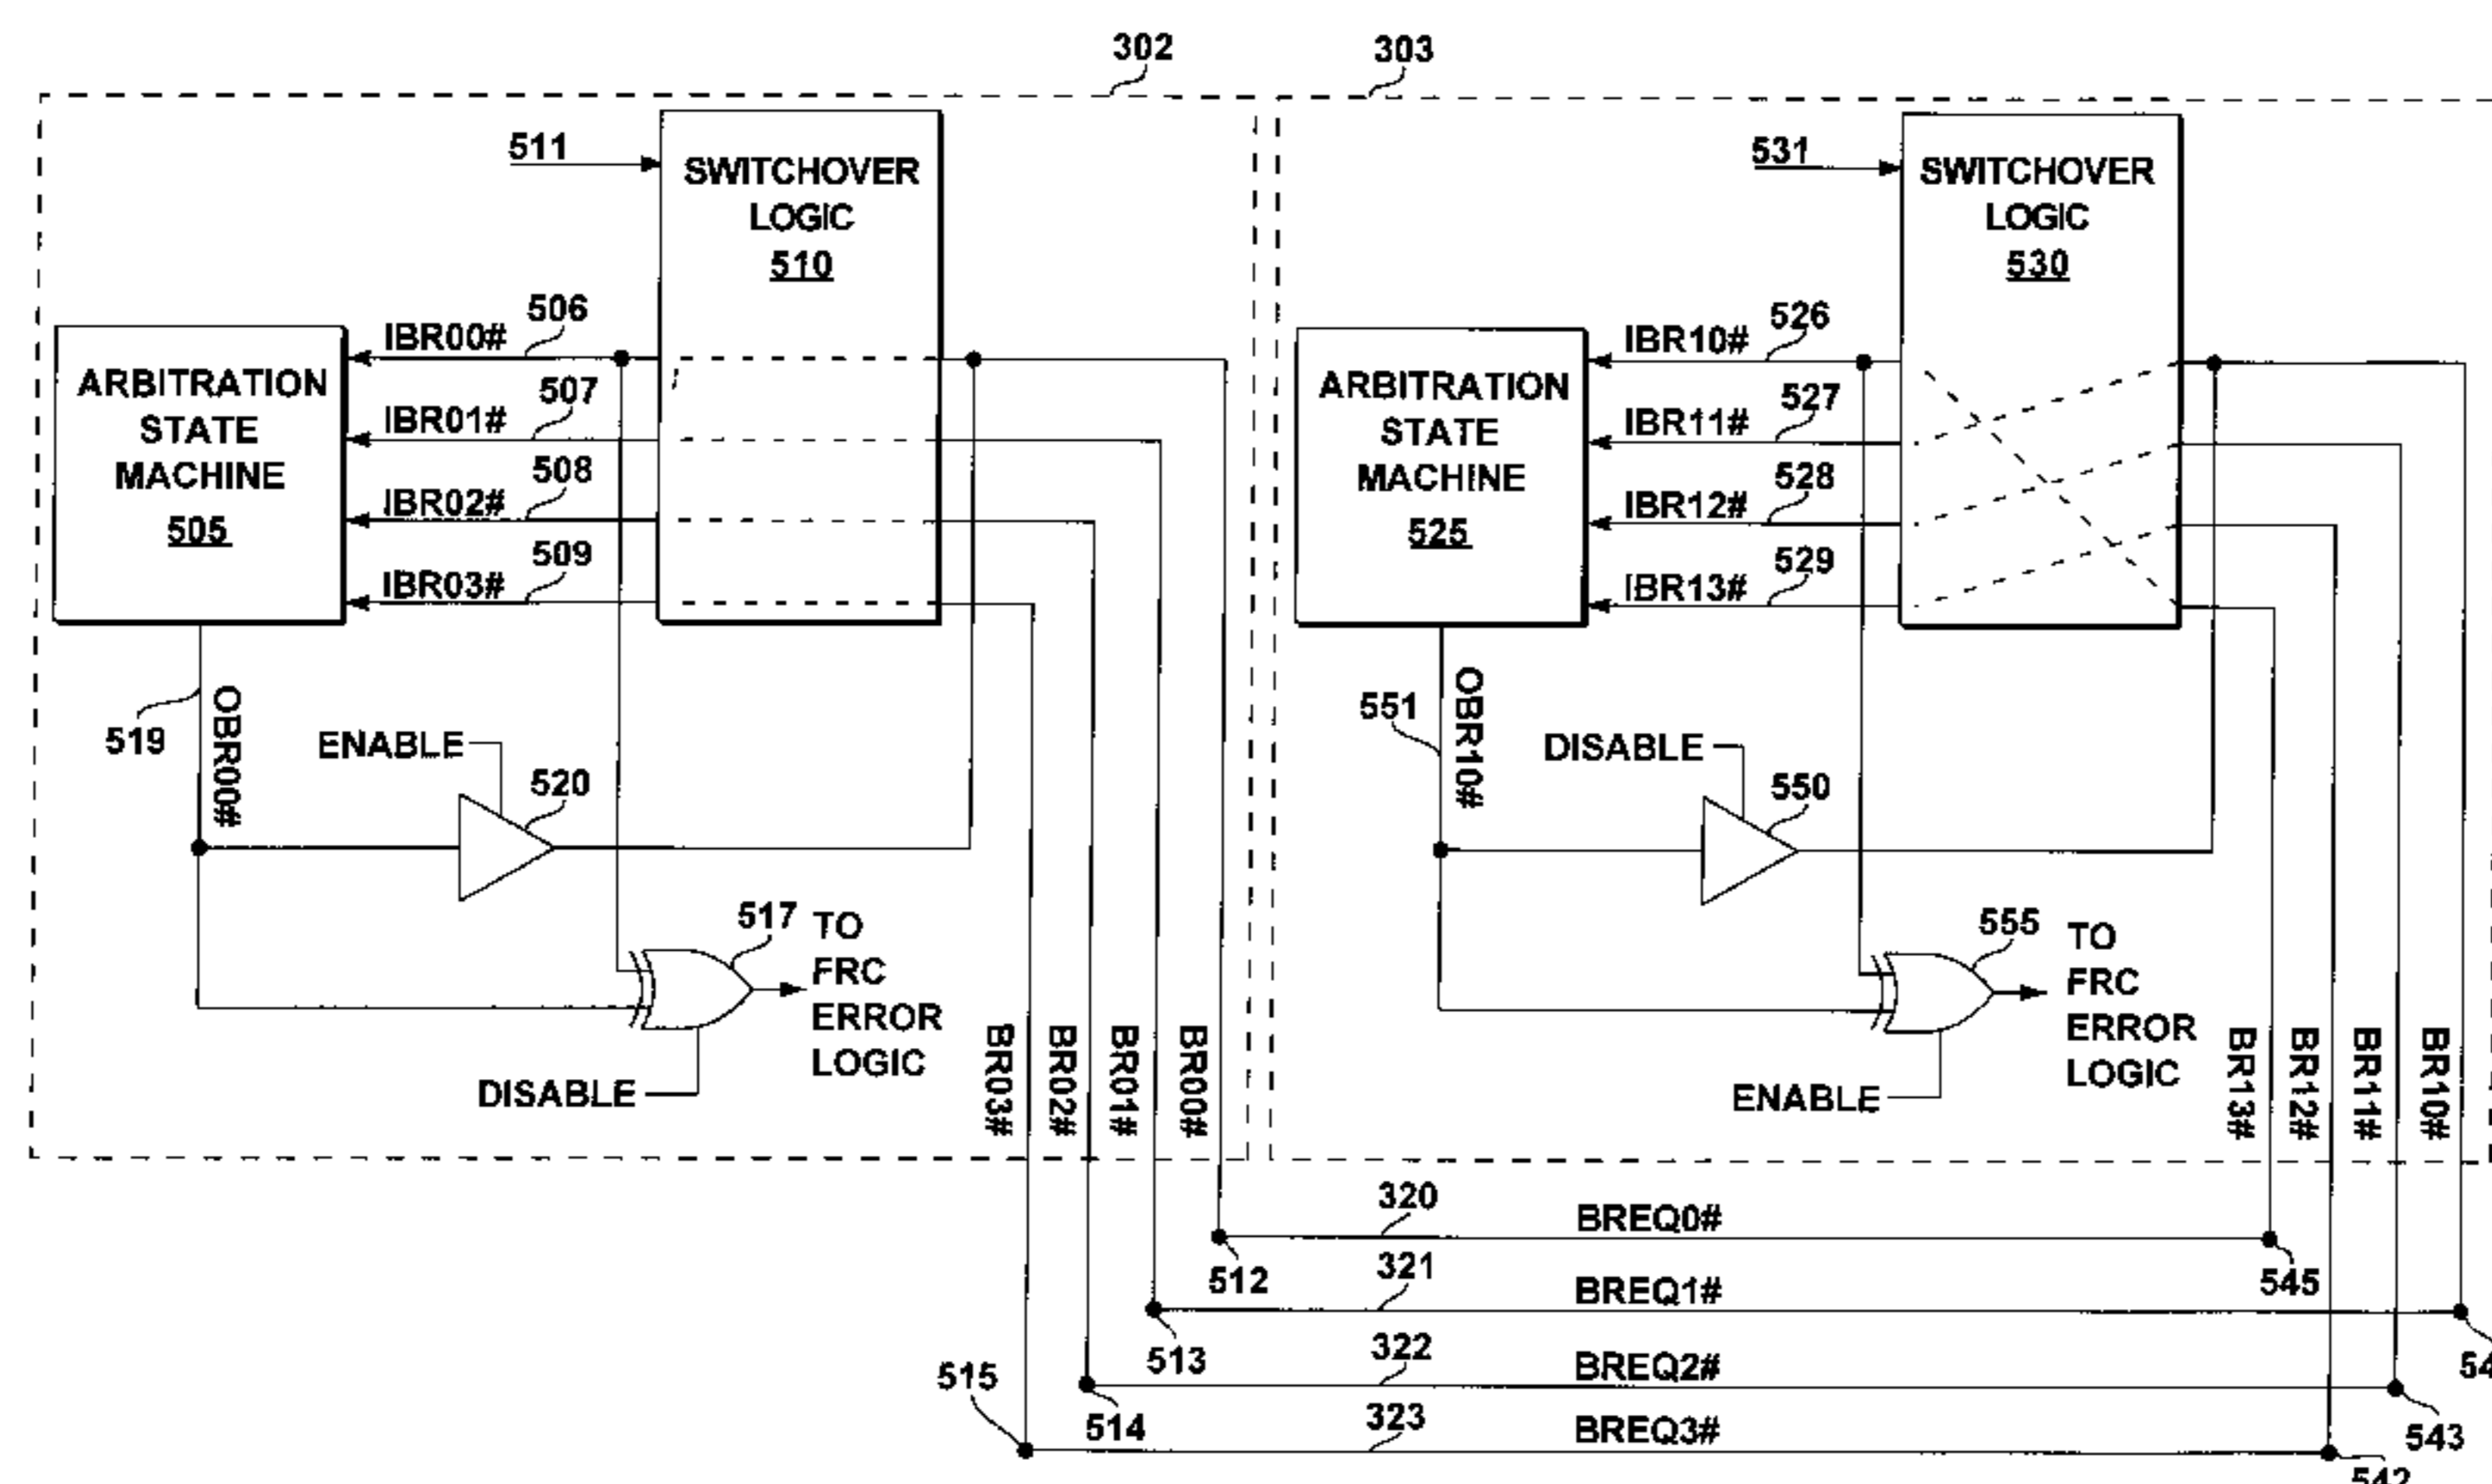 302
303
511
SWITCHOVER
LOGIC
510
531
SWITCHOVER
LOGIC
530
ARBITRATION
STATE
MACHINE
505
IBR00#
506
IBR01#
507
IBR02#
508
IBR03#
509
ARBITRATION
STATE
MACHINE
525
IBR10#
526
IBR11#
527
IBR12#
528
IBR13#
529
519
OBR00#
ENABLE
520
517
TO
FRC
ERROR
LOGIC
DISABLE
BR03#
BR02#
BR01#
BR00#
551
OBR10#
DISABLE
550
555
TO
FRC
ERROR
LOGIC
ENABLE
BR13#
BR12#
BR11#
BR10#
320
BREQ0#
512
545
321
BREQ1#
513
322
BREQ2#
514
543
515
323
BREQ3#
542